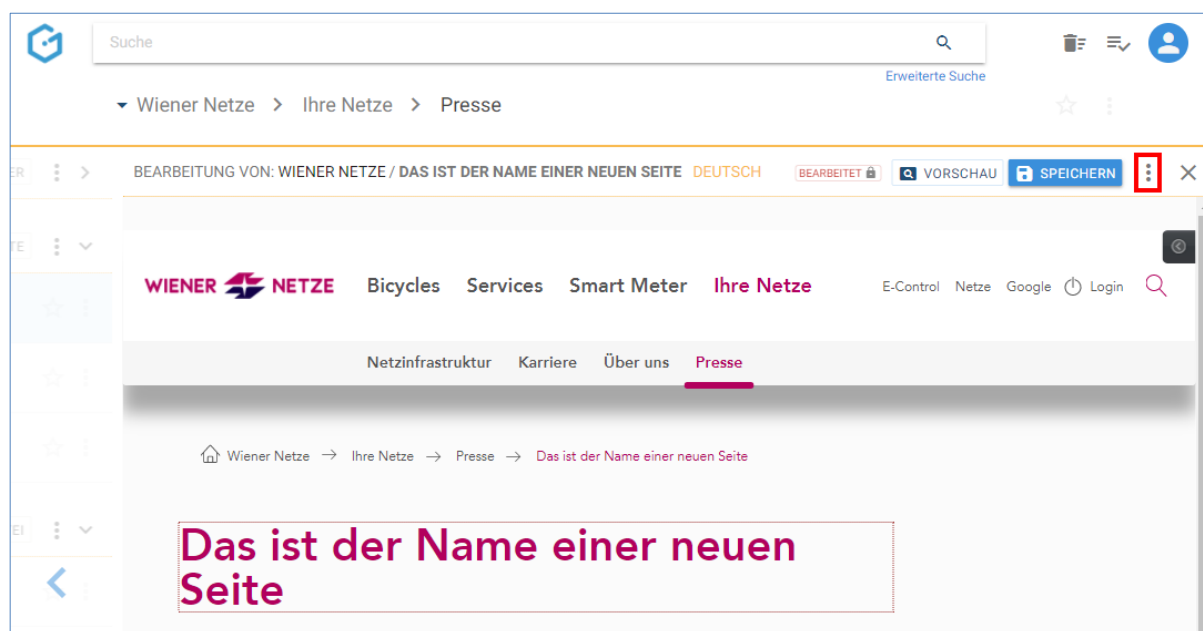 Suche
Erweiterte Suche
Wiener Netze > Ihre Netze > Presse
ER
BEARBEITUNG VON: WIENER NETZE / DAS IST DER NAME EINER NEUEN SEITE DEUTSCH BEARBEITET VORSCHAU SPEICHERN
TE
WIENER NETZE Bicycles Services Smart Meter Ihre Netze E-Control Netze Google Login
Netzinfrastruktur Karriere Über uns Presse
Wiener Netze → Ihre Netze → Presse → Das ist der Name einer neuen Seite
EI
Das ist der Name einer neuen
Seite